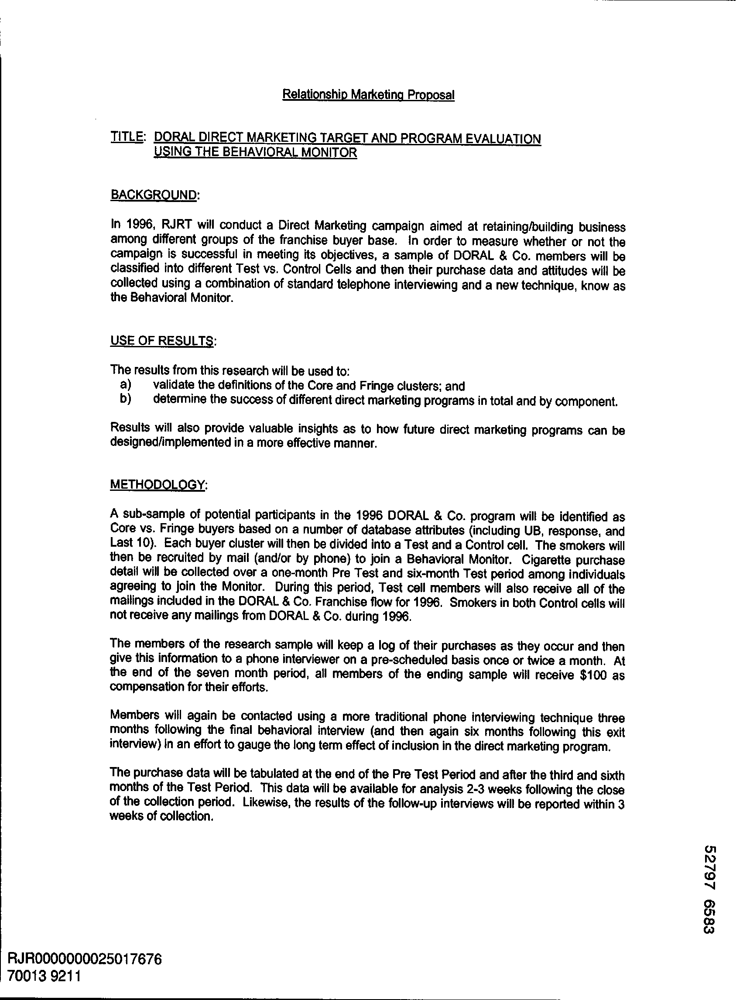 Relationship Marketing Proposal
TITLE: DORAL DIRECT MARKETING TARGET AND PROGRAM EVALUATION
USING THE BEHAVIORAL MONITOR
BACKGROUND:
In 1996, RJRT will conduct a Direct Marketing campaign aimed at retaining/building business
among different groups of the franchise buyer base. In order to measure whether or not the
campaign is successful in meeting its objectives, a sample of DORAL & Co. members will be
classified into different Test vs. Control Cells and then their purchase data and attitudes will be
collected using a combination of standard telephone interviewing and a new technique, know as
the Behavioral Monitor.
USE OF RESULTS:
The results from this research will be used to:
a) validate the definitions of the Core and Fringe clusters; and
b) determine the success of different direct marketing programs in total and by component.
Results will also provide valuable insights as to how future direct marketing programs can be
designed/implemented in a more effective manner.
METHODOLOGY:
A sub-sample of potential participants in the 1996 DORAL & Co. program will be identified as
Core vs. Fringe buyers based on a number of database attributes (including UB, response, and
Last 10). Each buyer cluster will then be divided into a Test and a Control cell. The smokers will
then be recruited by mail (and/or by phone) to join a Behavioral Monitor. Cigarette purchase
detail will be collected over a one-month Pre Test and six-month Test period among individuals
agreeing to join the Monitor. During this period, Test cell members will also receive all of the
mailings included in the DORAL & Co. Franchise flow for 1996. Smokers in both Control cells will
not receive any mailings from DORAL & Co. during 1996.
The members of the research sample will keep a log of their purchases as they occur and then
give this information to a phone interviewer on a pre-scheduled basis once or twice a month. At
the end of the seven month period, all members of the ending sample will receive $100 as
compensation for their efforts.
Members will again be contacted using a more traditional phone interviewing technique three
months following the final behavioral interview (and then again six months following this exit
interview) in an effort to gauge the long term effect of inclusion in the direct marketing program.
The purchase data will be tabulated at the end of the Pre Test Period and after the third and sixth
months of the Test Period. This data will be available for analysis 2-3 weeks following the close
of the collection period. Likewise, the results of the follow-up interviews will be reported within 3
weeks of collection.
52797 6583
RJR0000000025017676
70013 9211